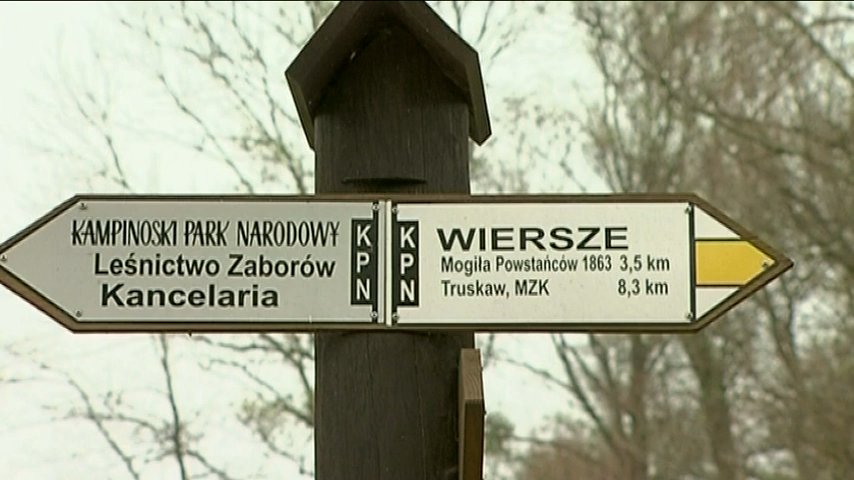 KAMPINOSKI PARK NARODOWY
Leśnictwo Zaborów
Kancelaria
KPN
KPN
WIERSZE
Mogiła Powstańców 1863 3,5 km
Truskaw, MZK 8,3 km